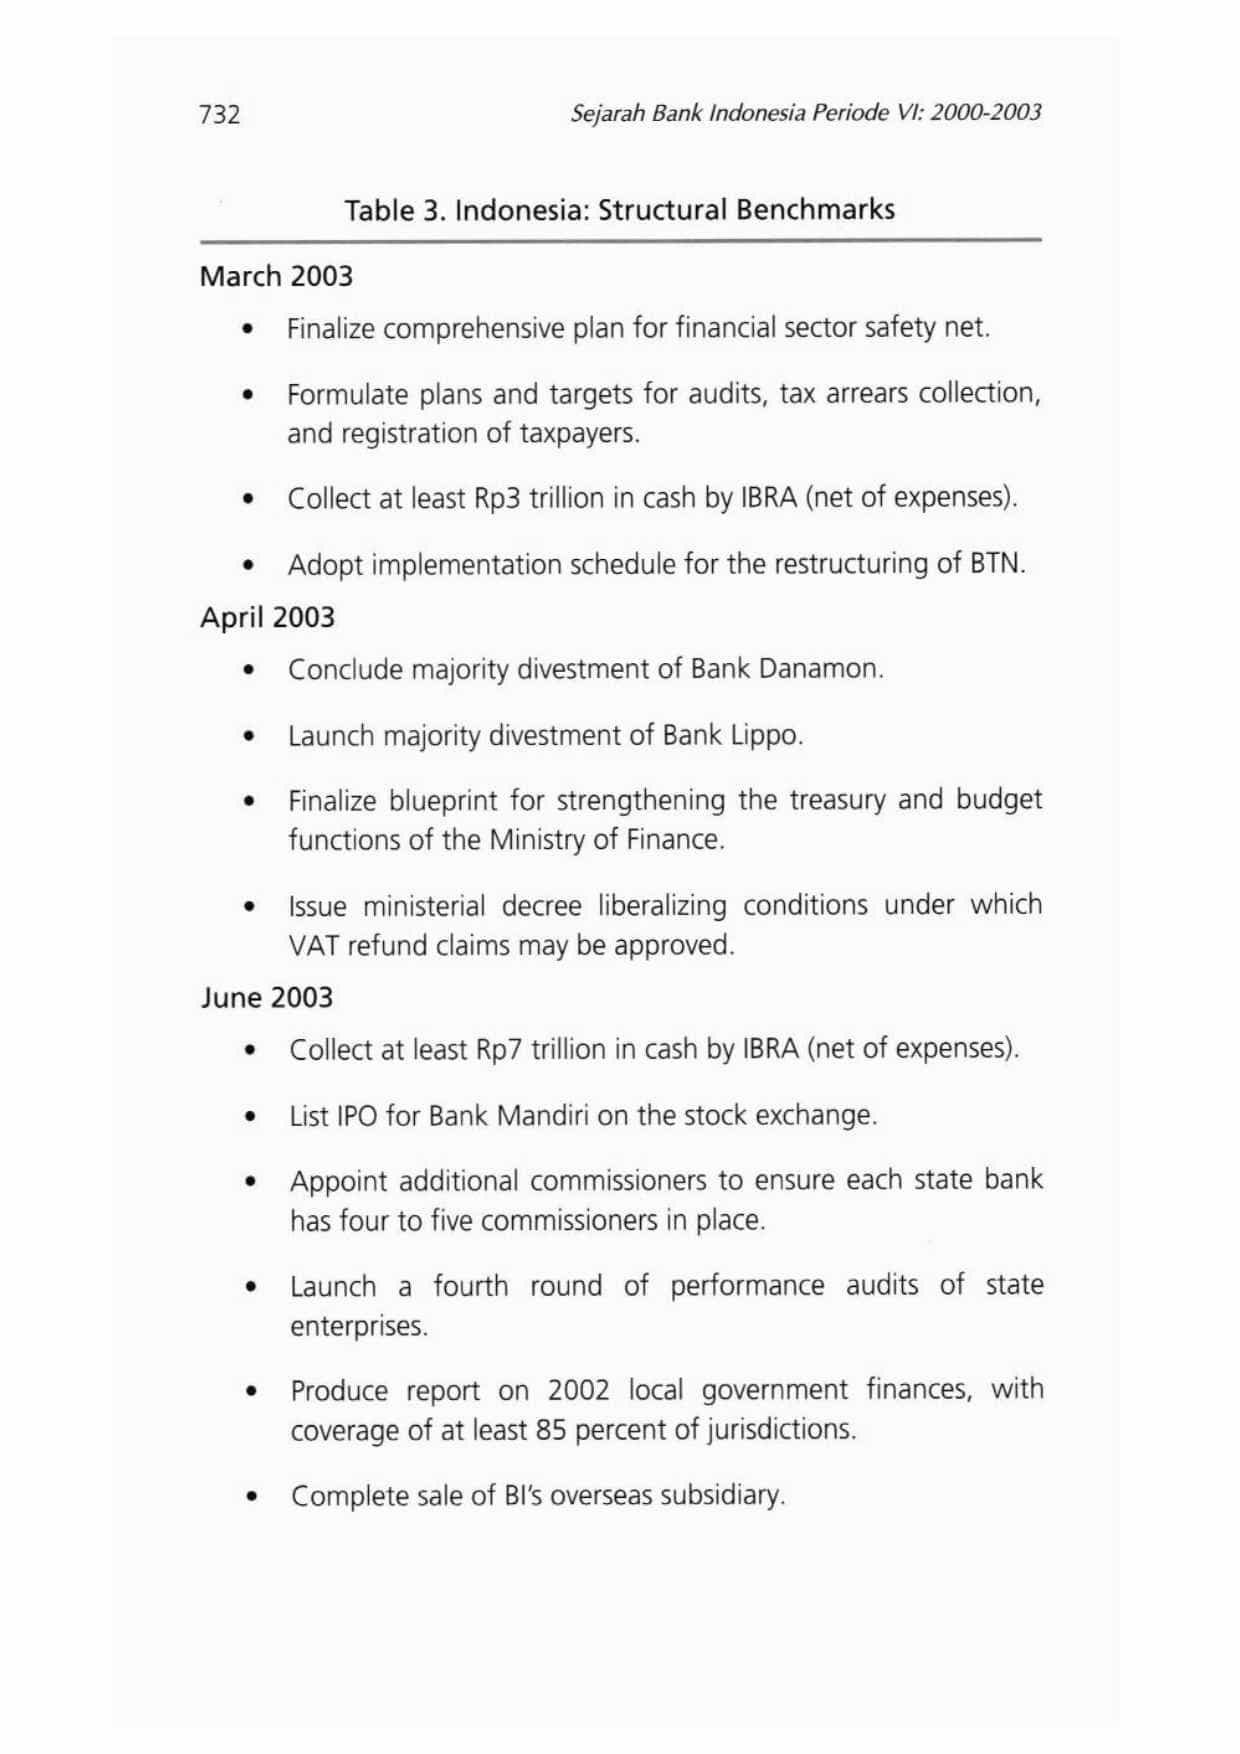 732
Sejarah Bank Indonesia Periode VI: 2000-2003
Table 3. Indonesia: Structural Benchmarks
March 2003
• Finalize comprehensive plan for financial sector safety net.
• Formulate plans and targets for audits, tax arrears collection,
and registration of taxpayers.
• Collect at least Rp3 trillion in cash by IBRA (net of expenses).
• Adopt implementation schedule for the restructuring of BTN.
April 2003
• Conclude majority divestment of Bank Danamon.
• Launch majority divestment of Bank Lippo.
• Finalize blueprint for strengthening the treasury and budget
functions of the Ministry of Finance.
• Issue ministerial decree liberalizing conditions under which
VAT refund claims may be approved.
June 2003
• Collect at least Rp7 trillion in cash by IBRA (net of expenses).
• List IPO for Bank Mandiri on the stock exchange.
• Appoint additional commissioners to ensure each state bank
has four to five commissioners in place.
• Launch a fourth round of performance audits of state
enterprises.
• Produce report on 2002 local government finances, with
coverage of at least 85 percent of jurisdictions.
• Complete sale of BI's overseas subsidiary.